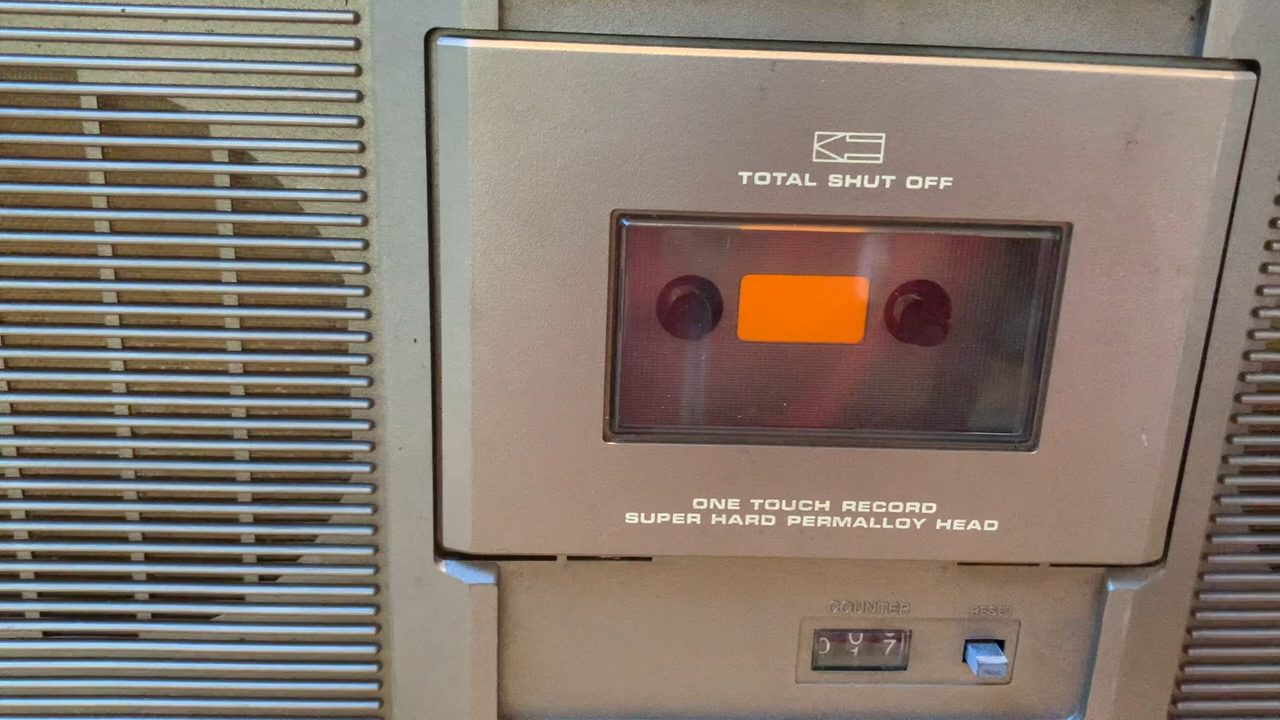 TOTAL SHUT OFF
ONE TOUCH RECORD
SUPER HARD PERMALLOY HEAD
COUNTER
RESET